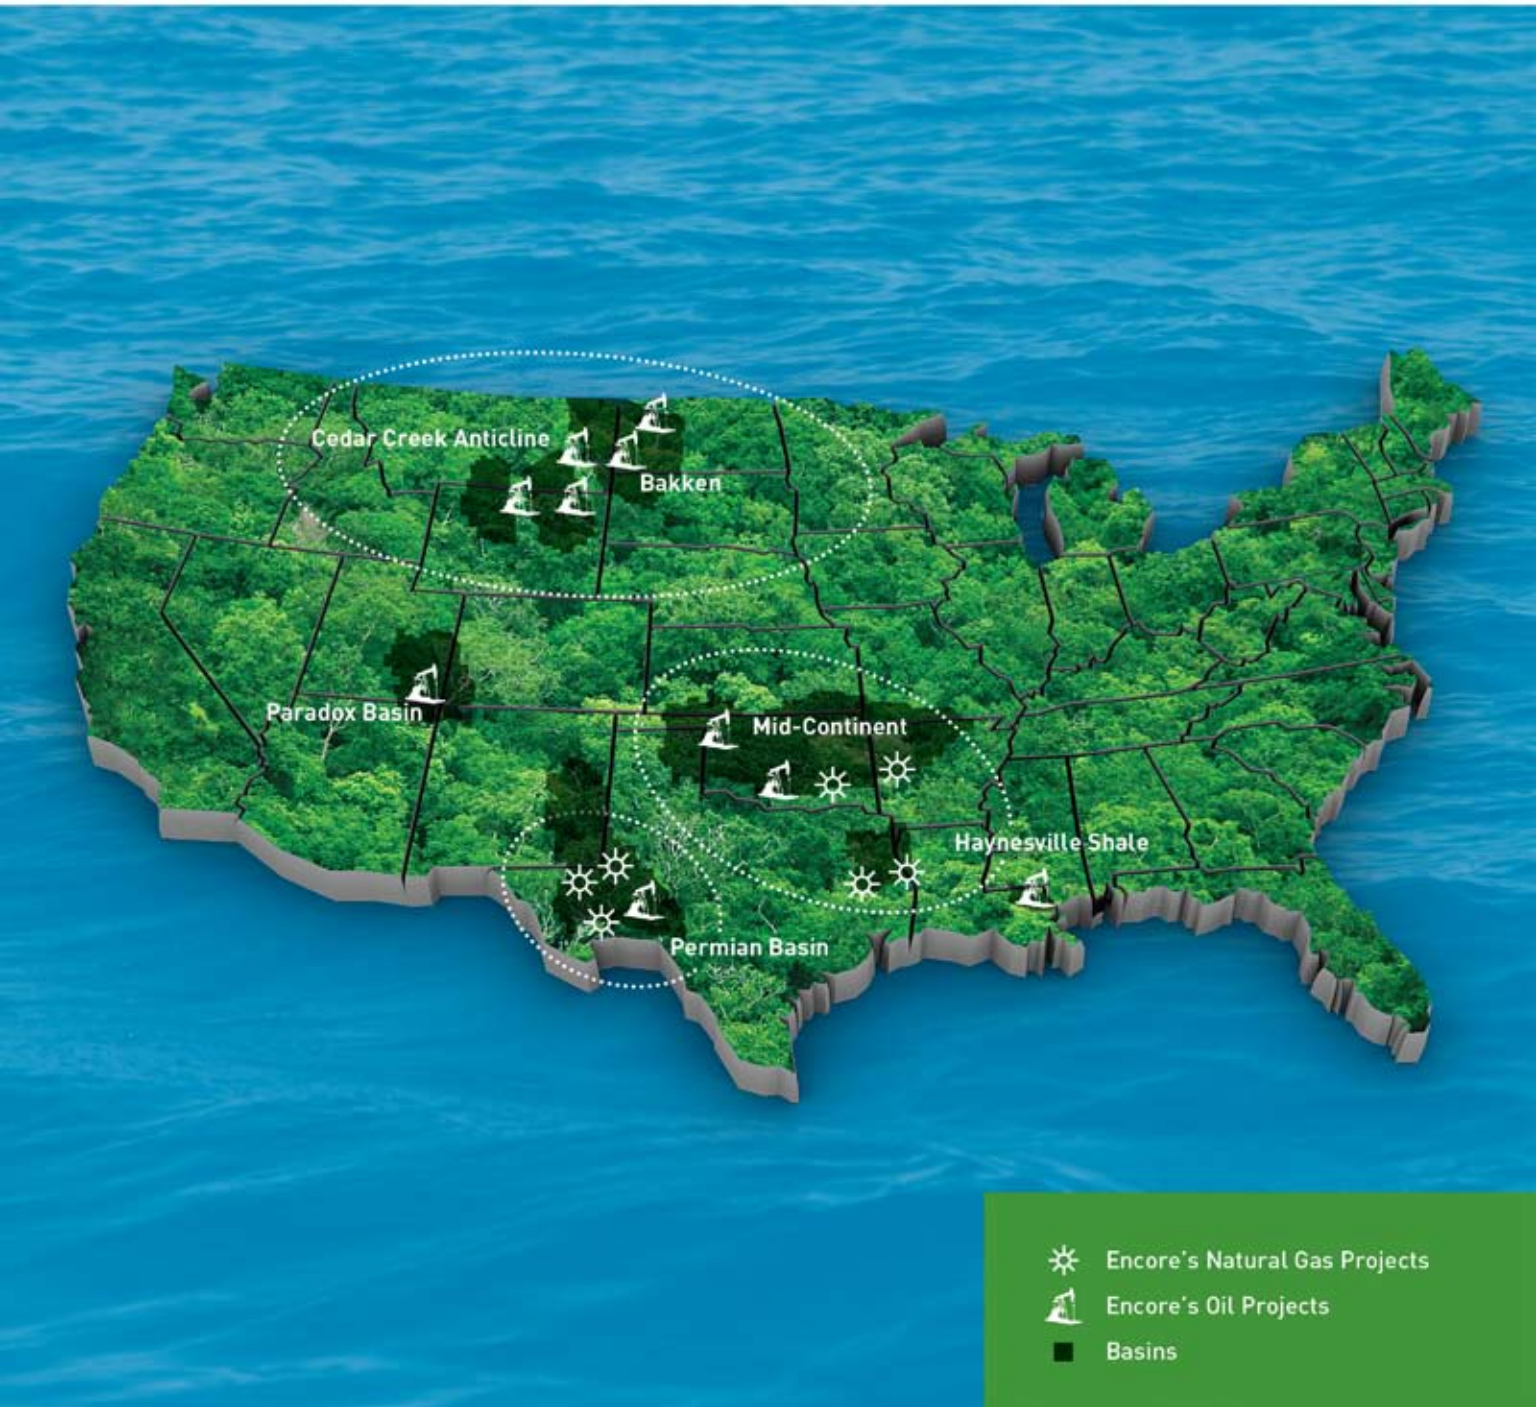 Cedar Creek Anticline
Bakken
Paradox Basin
Mid-Continent
Haynesville Shale
Permian Basin
Encore's Natural Gas Projects
Encore's Oil Projects
Basins